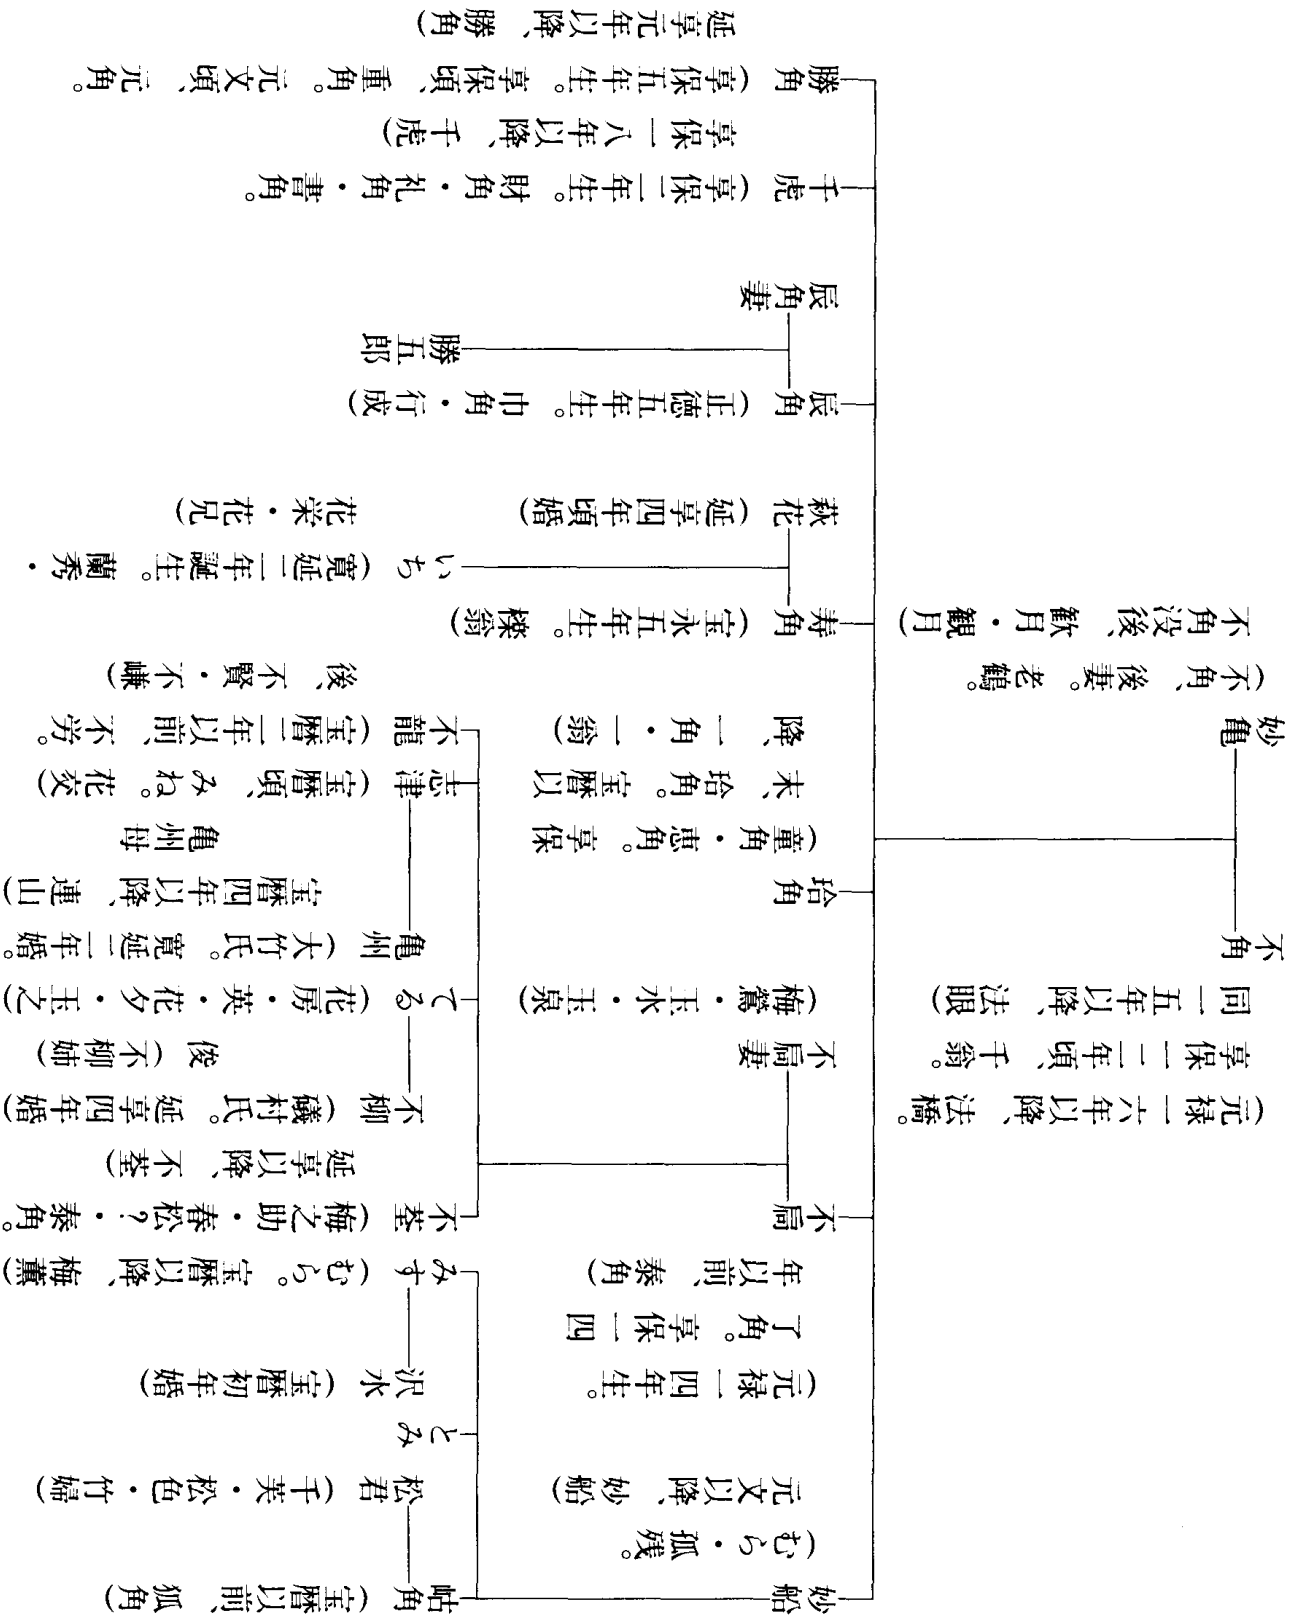 不角
(元禄一六年以降、法橋。
享保一二年頃、千翁。
同一五年以降、法眼)
妙亀
(不角、後妻。老鶴。
不角没後、歓月・観月)
妙船
(むら・孤残。
元文以降、妙船)
岵角(宝暦以前、狐角)
松君(千芙・松色・竹婦)
とみ
沢水(宝暦初年婚)
みす(むら。宝暦以降、梅薫)
不扃
(元禄一四年生。
了角。享保一四
年以前、泰角)
不扃妻
(梅鶯・玉水・玉泉)
不荃(梅之助・春松?・泰角。
延享以降、不荃)
不柳(磯村氏。延享四年婚)
俊(不柳姉)
てる(花房・英・花夕・玉之)
亀州(大竹氏。寛延二年婚。
宝暦四年以降、連山)
亀州母
志津(宝暦頃、みね。花交)
不龍(宝暦二年以前、不労。
後、不賢・不嫌)
珨角
(童角・恵角。享保
末、珨角。宝暦以
降、一角・一翁)
寿角(宝永五年生。櫟翁)
いち(寛延二年誕生。蘭秀・
花栄・花兄)
萩花(延享四年頃婚)
辰角(正徳五年生。巾角・行成)
勝五郎
辰角妻
千虎(享保二年生。財角・礼角・書角。
享保一八年以降、千虎)
勝角(享保五年生。享保頃、重角。元文頃、元角。
延享元年以降、勝角)